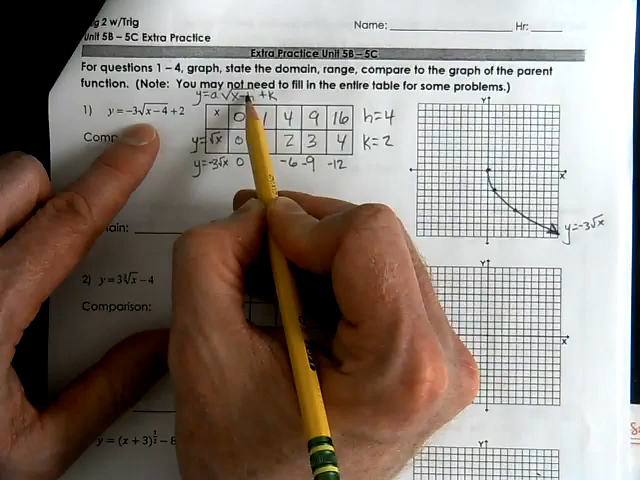 2 w/Trig
Name: Hr:
Unit 5B – 5C Extra Practice
Extra Practice Unit 5B – 5C
For questions 1 – 4, graph, state the domain, range, compare to the graph of the parent
function. (Note: You may not need to fill in the entire table for some problems.)
y=a√x-h +k
1) y = −3√x − 4 + 2
x 0 1 4 9 16
h=4
y=√x 0 2 3 4
k=2
y=-3√x 0 -6 -9 -12
y=-3√x
2) y = 3∛x − 4
Comparison:
y = (x + 3)
Y
X
Y
X
Y